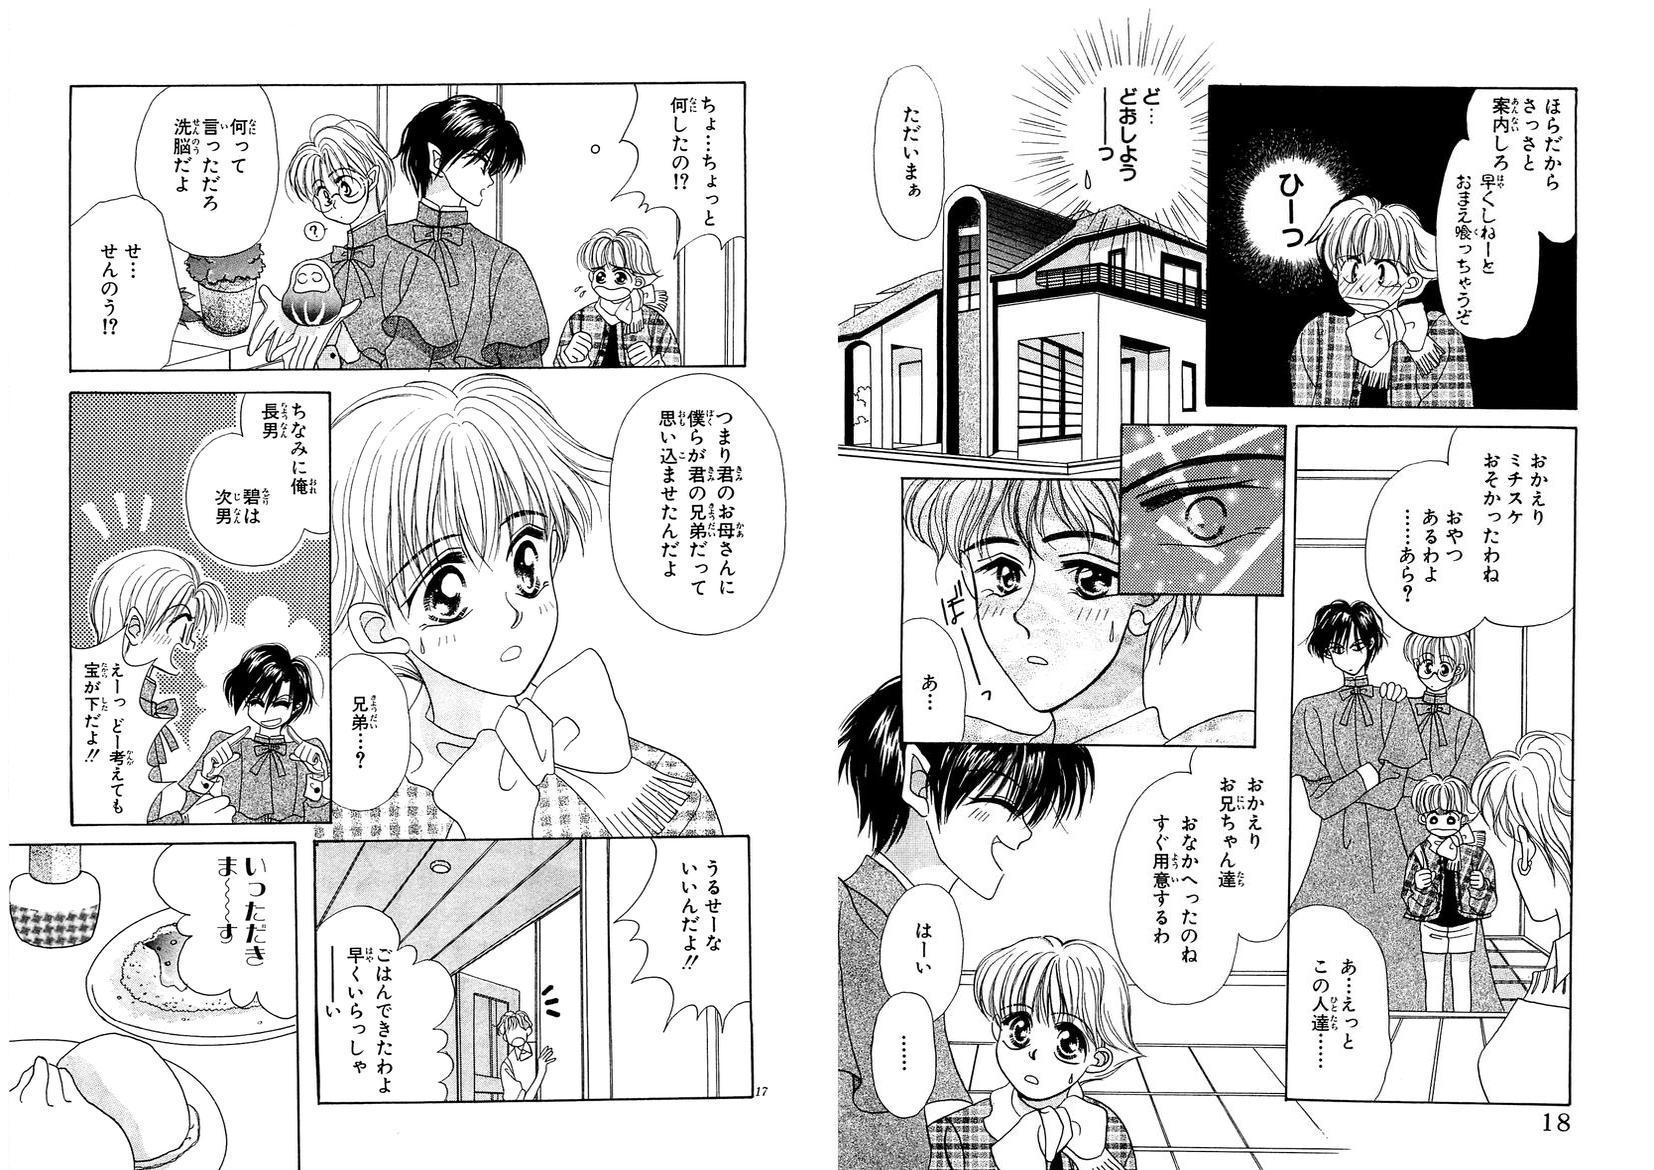 ほらだから
さっさと
案内しろ
早くしねーと
おまえ喰っちゃうぞ
ひーっ
ど…
どおしよう
――っ
ただいまぁ
おかえり
ミチスケ
おそかったわね
おやつ
あるわよ
……あら?
あ…えっと
この人達……
ぼーっ
あ…
おかえり
お兄ちゃん達
おなかへったのね
すぐ用意するわ
はーい
……
18
ちょ…ちょっと
何したの!?
何って
言っただろ
洗脳だよ
?
せ…
せんのう!?
つまり君のお母さんに
僕らが君の兄弟だって
思い込ませたんだよ
兄弟…?
ちなみに俺
長男
碧は
次男
えーっ どー考えても
宝が下だよ!!
うるせーな
いいんだよ!!
ごはんできたわよ
早くいらっしゃ
――い
いっただき
ま〜〜〜す
17